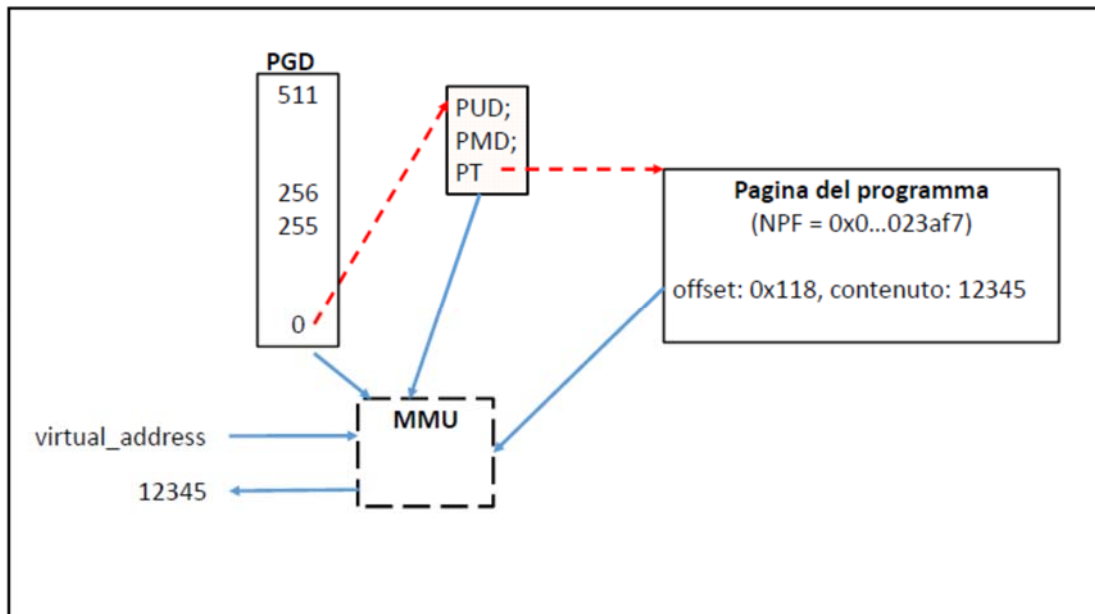 PGD
511
256
255
0
PUD;
PMD;
PT
Pagina del programma
(NPF = 0x0...023af7)
offset: 0x118, contenuto: 12345
MMU
virtual_address
12345